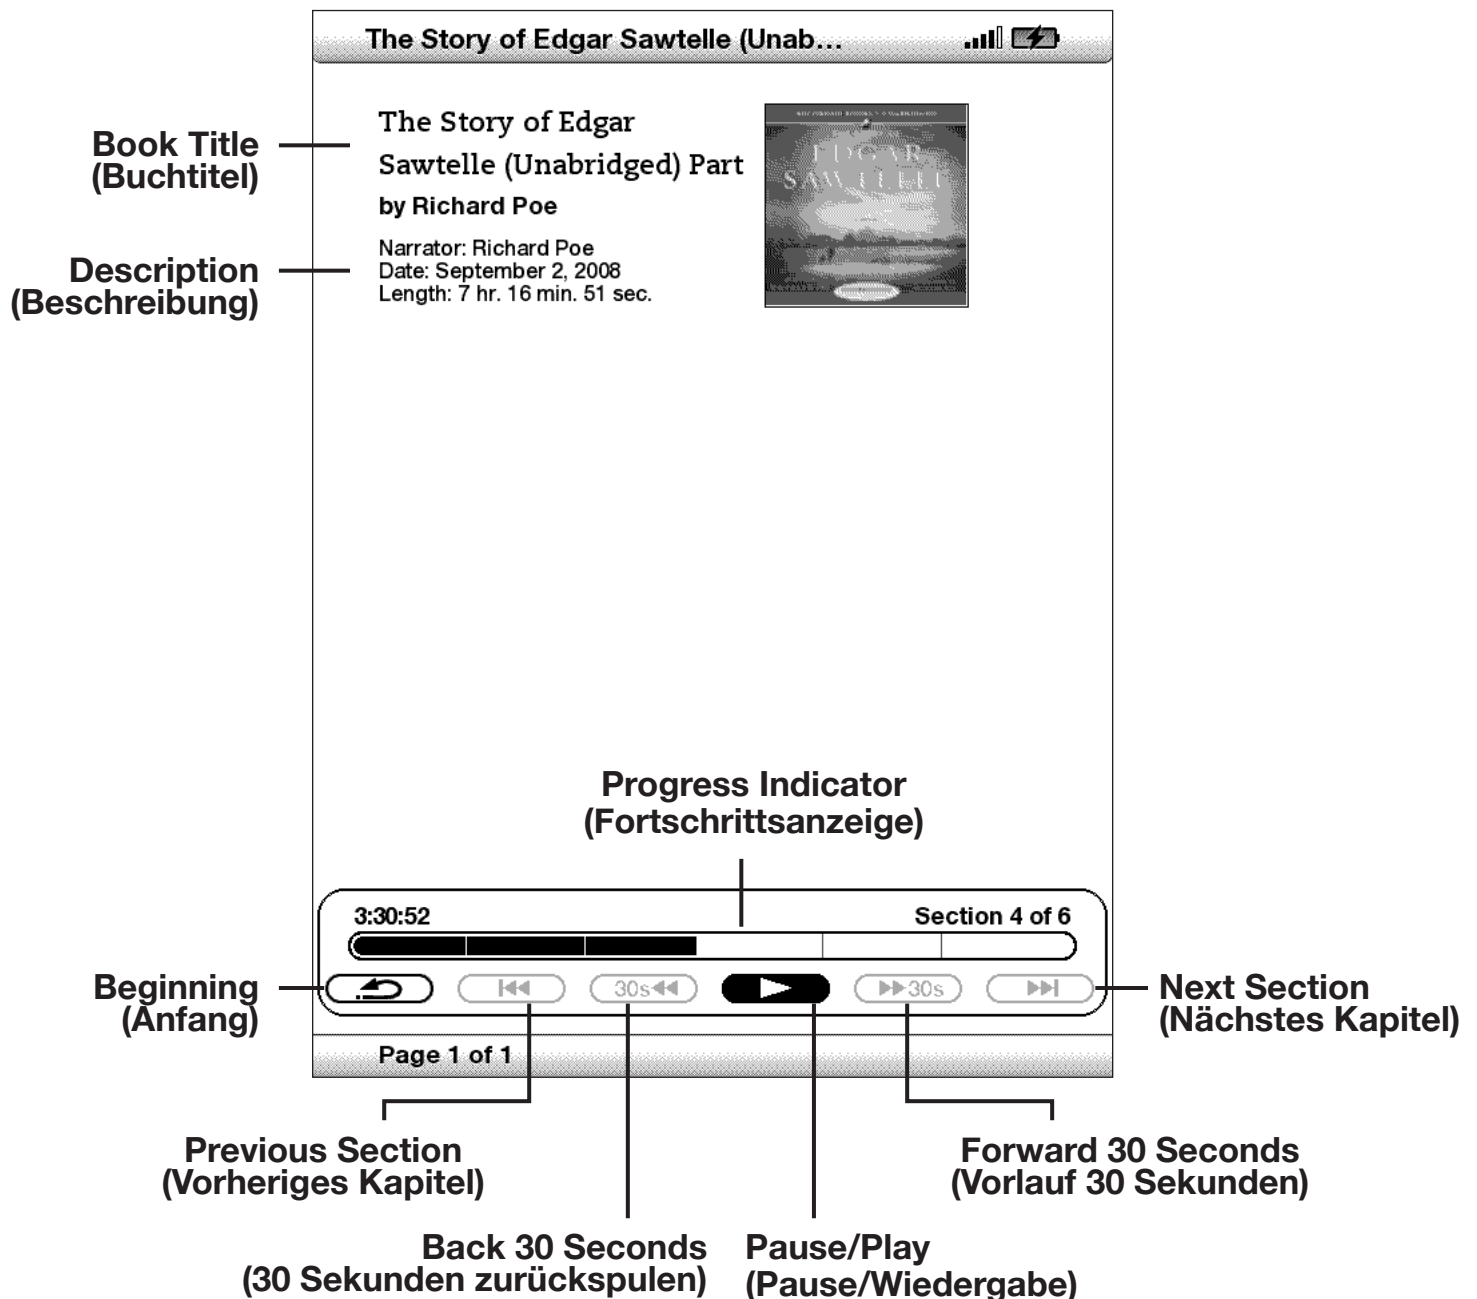 The Story of Edgar Sawtelle (Unab...
Book Title
(Buchtitel)
The Story of Edgar
Sawtelle (Unabridged) Part
by Richard Poe
EDGAR
SAWTELLE
Description
(Beschreibung)
Narrator: Richard Poe
Date: September 2, 2008
Length: 7 hr. 16 min. 51 sec.
Progress Indicator
(Fortschrittsanzeige)
3:30:52
Section 4 of 6
Beginning
(Anfang)
30s
30s
Next Section
(Nächstes Kapitel)
Page 1 of 1
Previous Section
(Vorheriges Kapitel)
Forward 30 Seconds
(Vorlauf 30 Sekunden)
Back 30 Seconds
(30 Sekunden zurückspulen)
Pause/Play
(Pause/Wiedergabe)